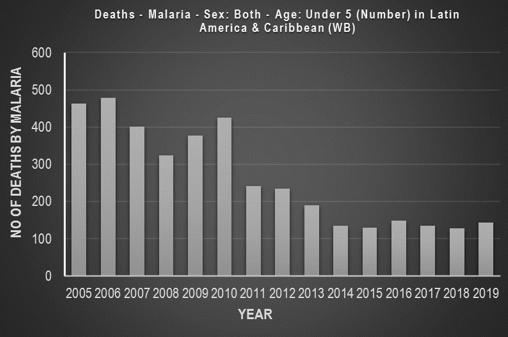 Deaths - Malaria - Sex: Both - Age: Under 5 (Number) in Latin
America & Caribbean (WB)
NO OF DEATHS BY MALARIA
600
500
400
300
200
100
0
2005 2006 2007 2008 2009 2010 2011 2012 2013 2014 2015 2016 2017 2018 2019
YEAR